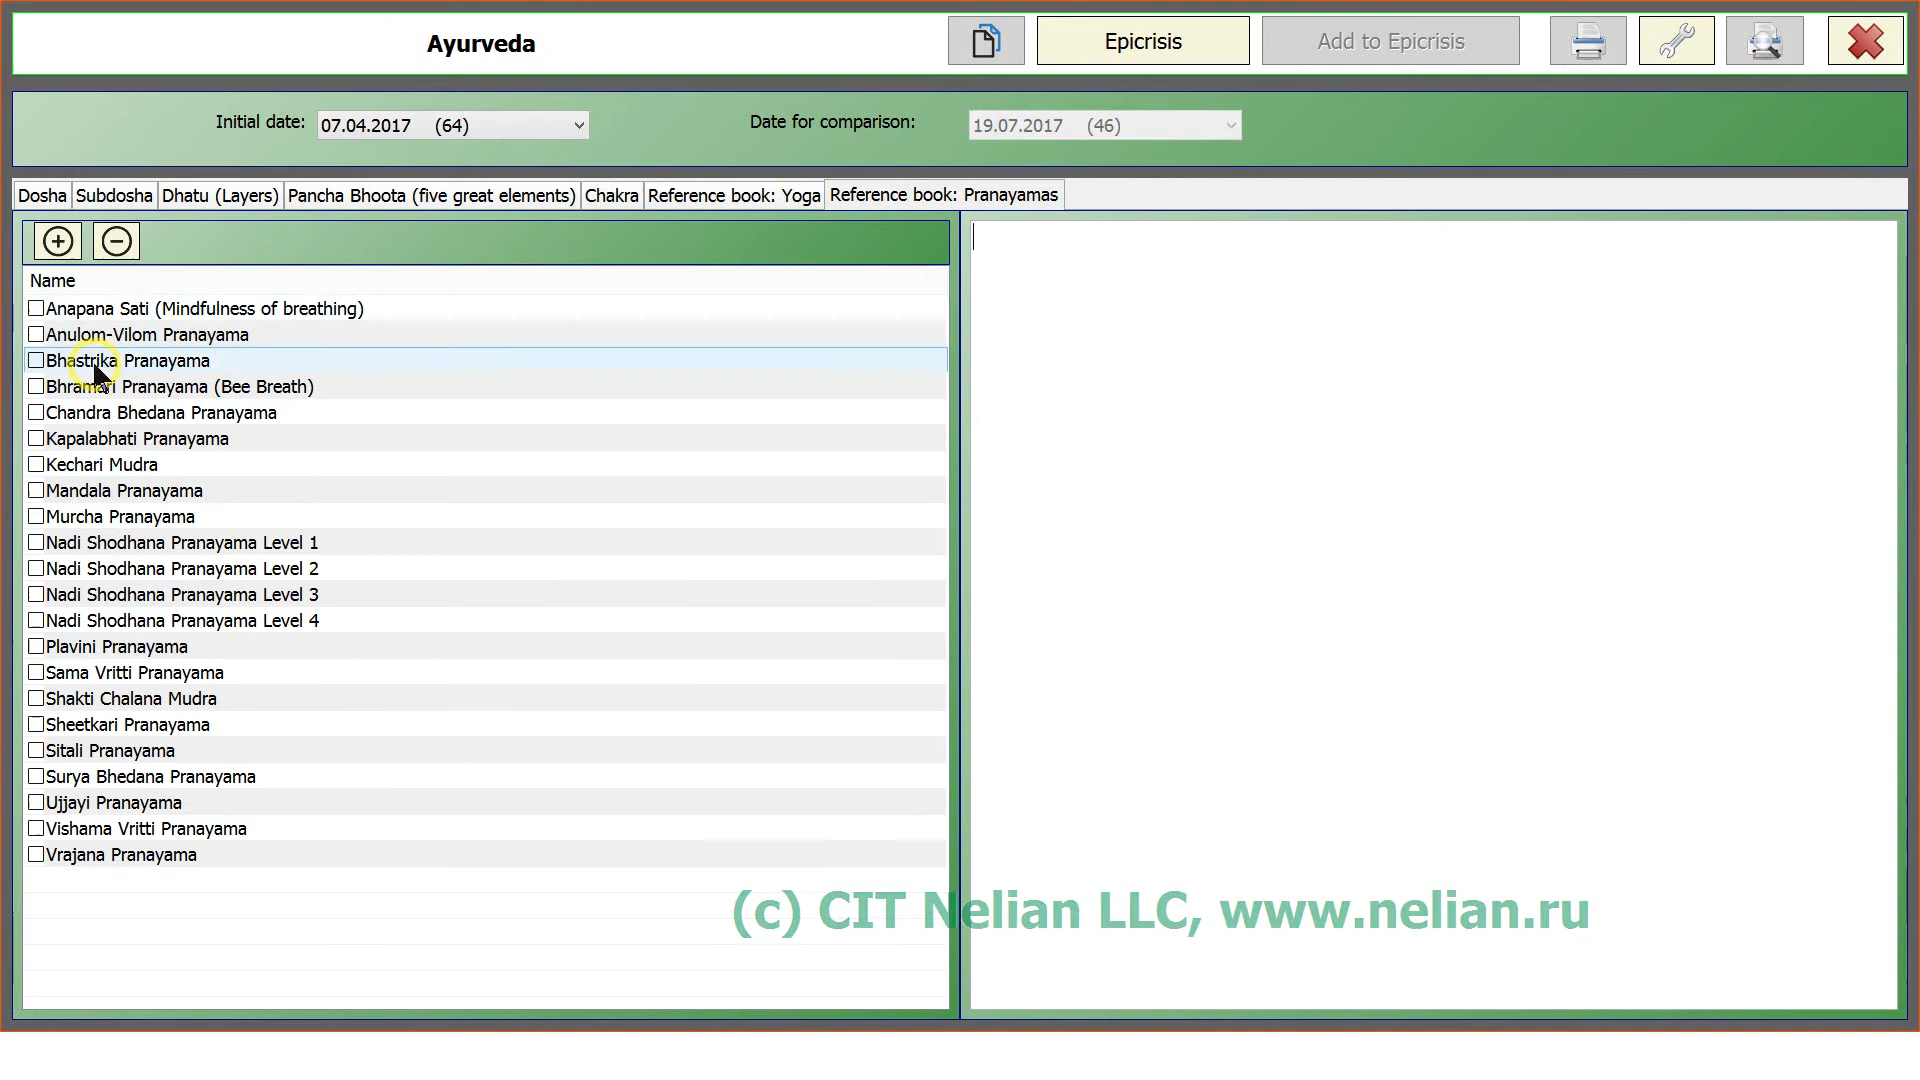 Ayurveda
Epicrisis
Add to Epicrisis
Initial date:
07.04.2017 (64)
Date for comparison:
19.07.2017 (46)
Dosha
Subdosha
Dhatu (Layers)
Pancha Bhoota (five great elements)
Chakra
Reference book: Yoga
Reference book: Pranayamas
Name
Anapana Sati (Mindfulness of breathing)
Anulom-Vilom Pranayama
Bhastrika Pranayama
Bhramari Pranayama (Bee Breath)
Chandra Bhedana Pranayama
Kapalabhati Pranayama
Kechari Mudra
Mandala Pranayama
Murcha Pranayama
Nadi Shodhana Pranayama Level 1
Nadi Shodhana Pranayama Level 2
Nadi Shodhana Pranayama Level 3
Nadi Shodhana Pranayama Level 4
Plavini Pranayama
Sama Vritti Pranayama
Shakti Chalana Mudra
Sheetkari Pranayama
Sitali Pranayama
Surya Bhedana Pranayama
Ujjayi Pranayama
Vishama Vritti Pranayama
Vrajana Pranayama
(c) CIT Nelian LLC, www.nelian.ru